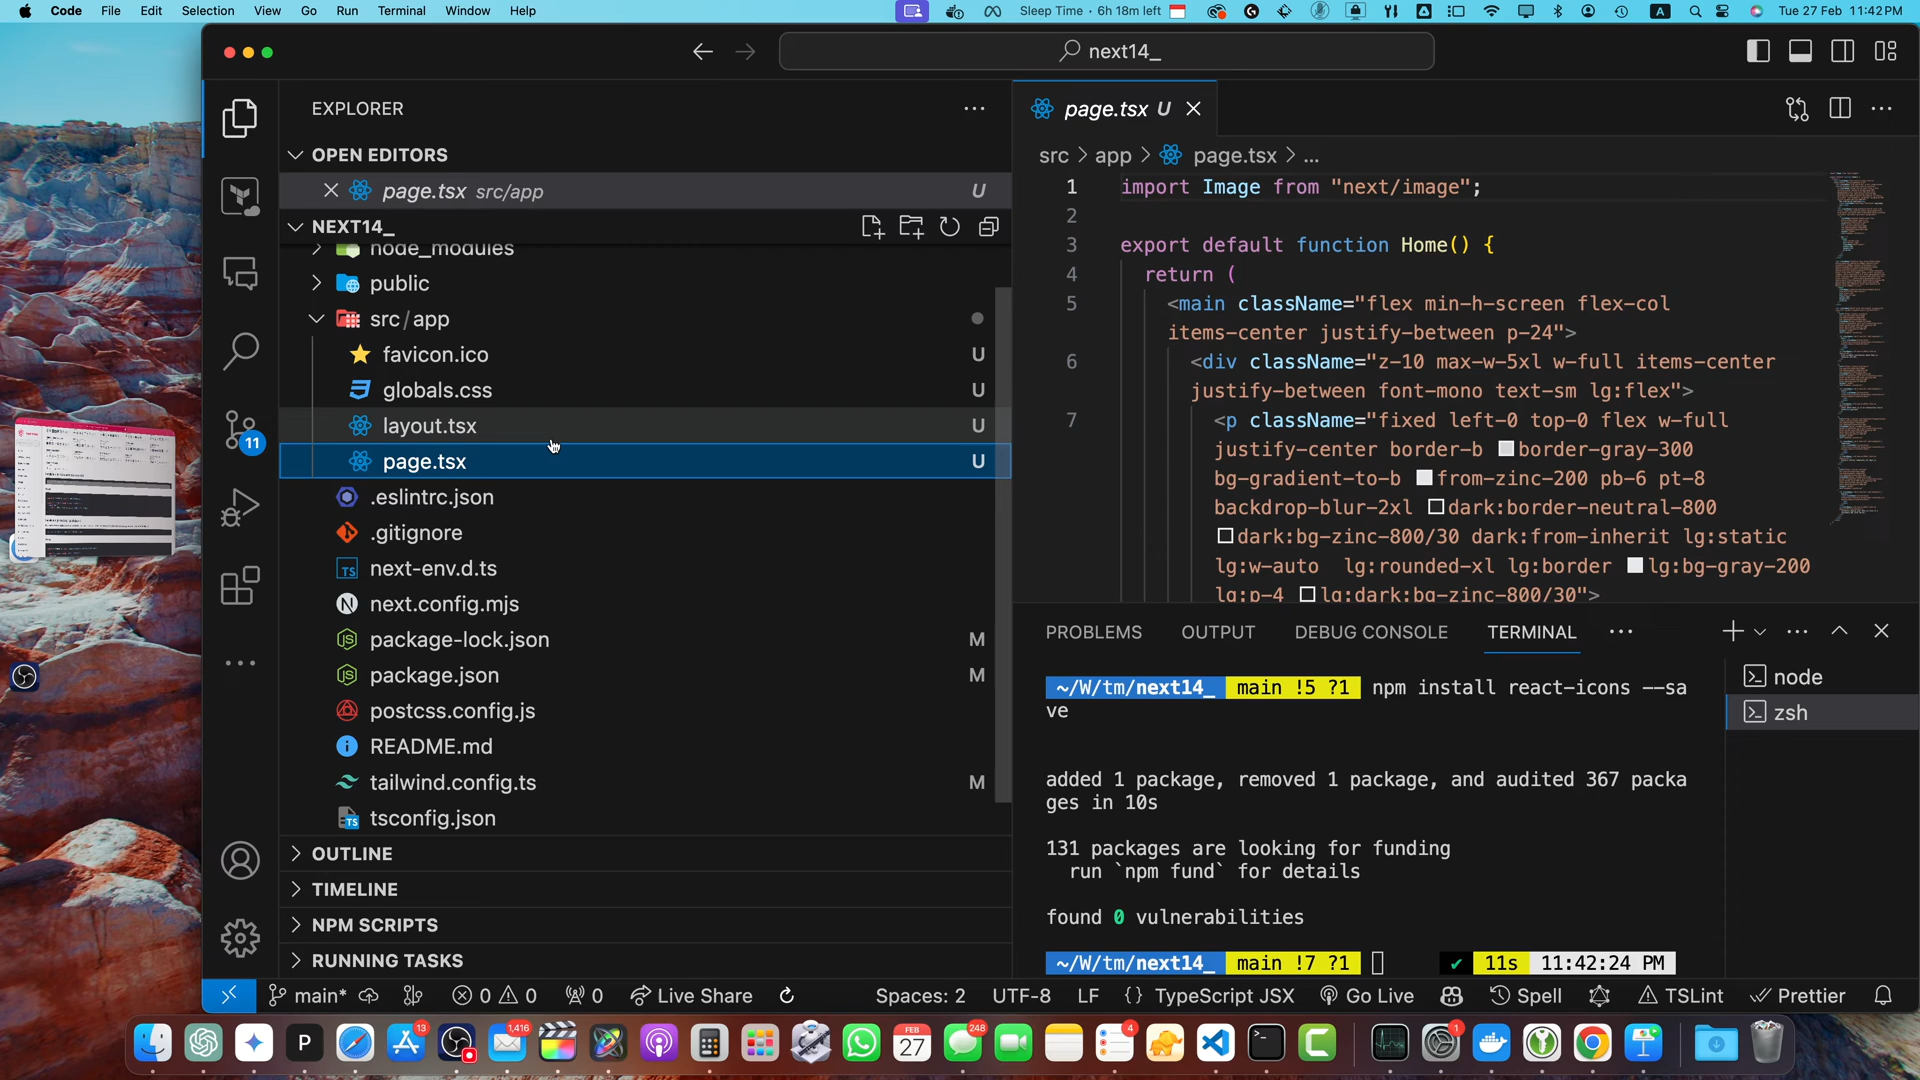 Code File Edit Selection View Go Run Terminal Window Help
Sleep Time · 6h 18m left
A
Tue 27 Feb 11:42 PM
next14_
EXPLORER
OPEN EDITORS
page.tsx src/app U
NEXT14_
node_modules
public
src/app
favicon.ico U
globals.css U
layout.tsx U
page.tsx U
.eslintrc.json
.gitignore
next-env.d.ts
next.config.mjs
package-lock.json M
package.json M
postcss.config.js
README.md
tailwind.config.ts M
tsconfig.json
OUTLINE
TIMELINE
NPM SCRIPTS
RUNNING TASKS
11
page.tsx U
src > app > page.tsx > ...
1 import Image from "next/image";
2
3 export default function Home() {
4 return (
5 <main className="flex min-h-screen flex-col
items-center justify-between p-24">
6 <div className="z-10 max-w-5xl w-full items-center
justify-between font-mono text-sm lg:flex">
7 <p className="fixed left-0 top-0 flex w-full
justify-center border-b border-gray-300
bg-gradient-to-b from-zinc-200 pb-6 pt-8
backdrop-blur-2xl dark:border-neutral-800
dark:bg-zinc-800/30 dark:from-inherit lg:static
lg:w-auto lg:rounded-xl lg:border lg:bg-gray-200
lg:p-4 lg:dark:bg-zinc-800/30">
PROBLEMS OUTPUT DEBUG CONSOLE TERMINAL
~/W/tm/next14_ main !5 ?1 npm install react-icons --sa
ve
added 1 package, removed 1 package, and audited 367 packa
ges in 10s
131 packages are looking for funding
run `npm fund` for details
found 0 vulnerabilities
~/W/tm/next14_ main !7 ?1 ✔ 11s 11:42:24 PM
node
zsh
main* 0 0 0 Live Share Spaces: 2 UTF-8 LF {} TypeScript JSX Go Live Spell TSLint Prettier
P
13
1,416
FEB
27
248
4
1